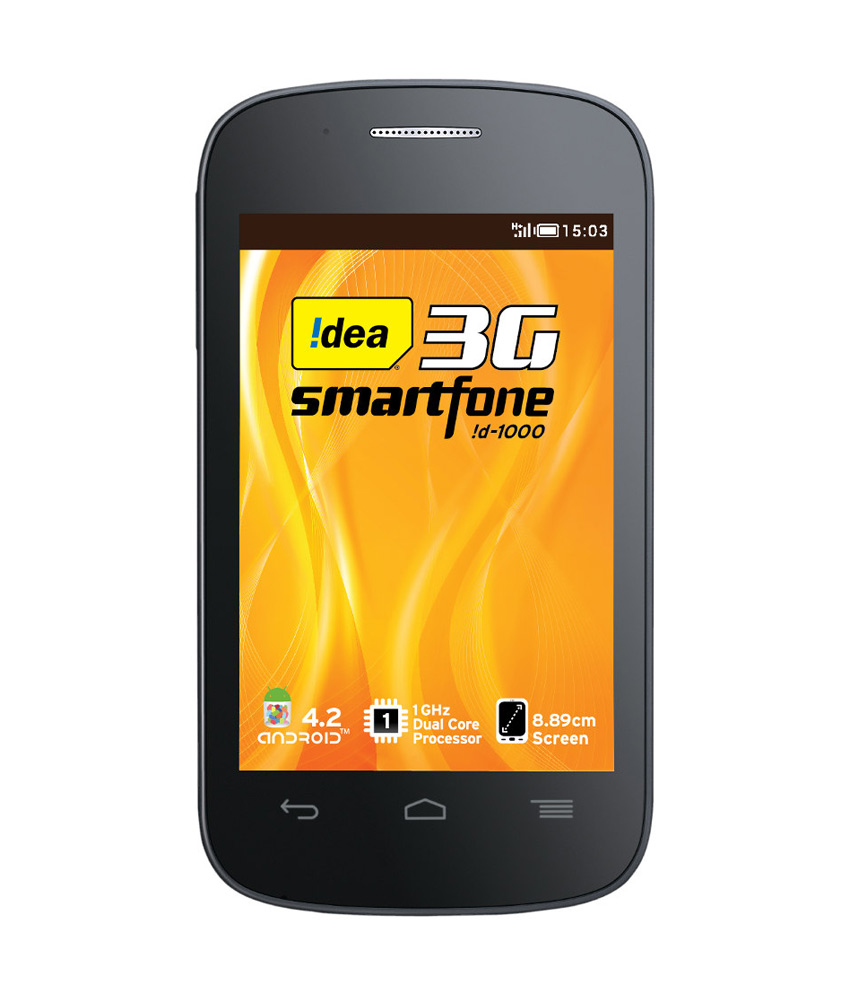 H+ 15:03
!dea 3G
®
smartfone
!d-1000
4.2
ANDROID™
1
1GHz
Dual Core
Processor
8.89cm
Screen